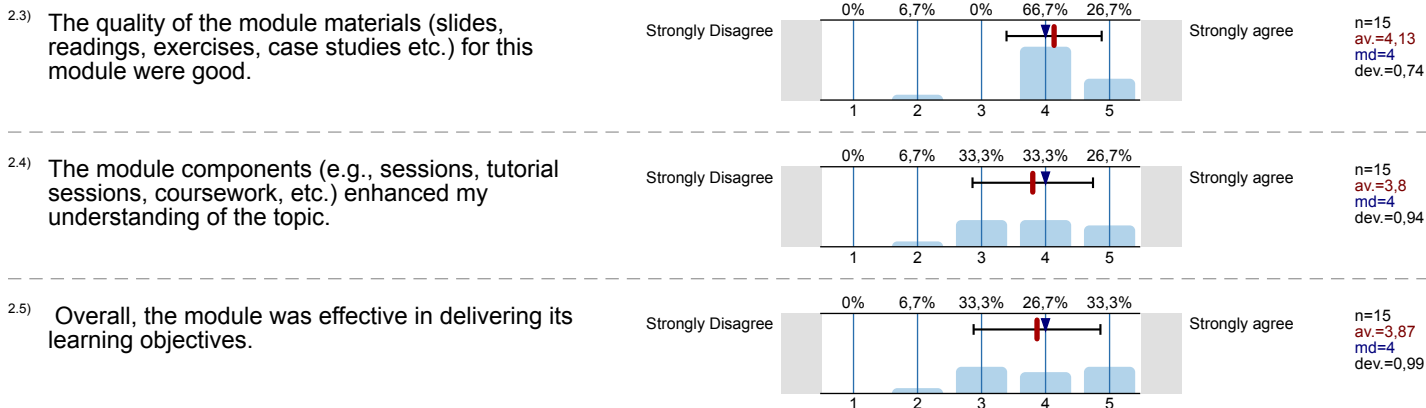 2.3) The quality of the module materials (slides,
readings, exercises, case studies etc.) for this
module were good.
Strongly Disagree
0% 6,7% 0% 66,7% 26,7%
1 2 3 4 5
Strongly agree
n=15
av.=4,13
md=4
dev.=0,74
2.4) The module components (e.g., sessions, tutorial
sessions, coursework, etc.) enhanced my
understanding of the topic.
Strongly Disagree
0% 6,7% 33,3% 33,3% 26,7%
1 2 3 4 5
Strongly agree
n=15
av.=3,8
md=4
dev.=0,94
2.5) Overall, the module was effective in delivering its
learning objectives.
Strongly Disagree
0% 6,7% 33,3% 26,7% 33,3%
1 2 3 4 5
Strongly agree
n=15
av.=3,87
md=4
dev.=0,99